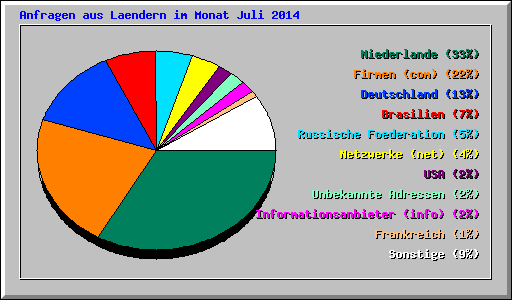 Anfragen aus Laendern im Monat Juli 2014
Niederlande (33%)
Firmen (com) (22%)
Deutschland (13%)
Brasilien (7%)
Russische Foederation (5%)
Netzwerke (net) (4%)
USA (2%)
Unbekannte Adressen (2%)
Informationsanbieter (info) (2%)
Frankreich (1%)
Sonstige (9%)